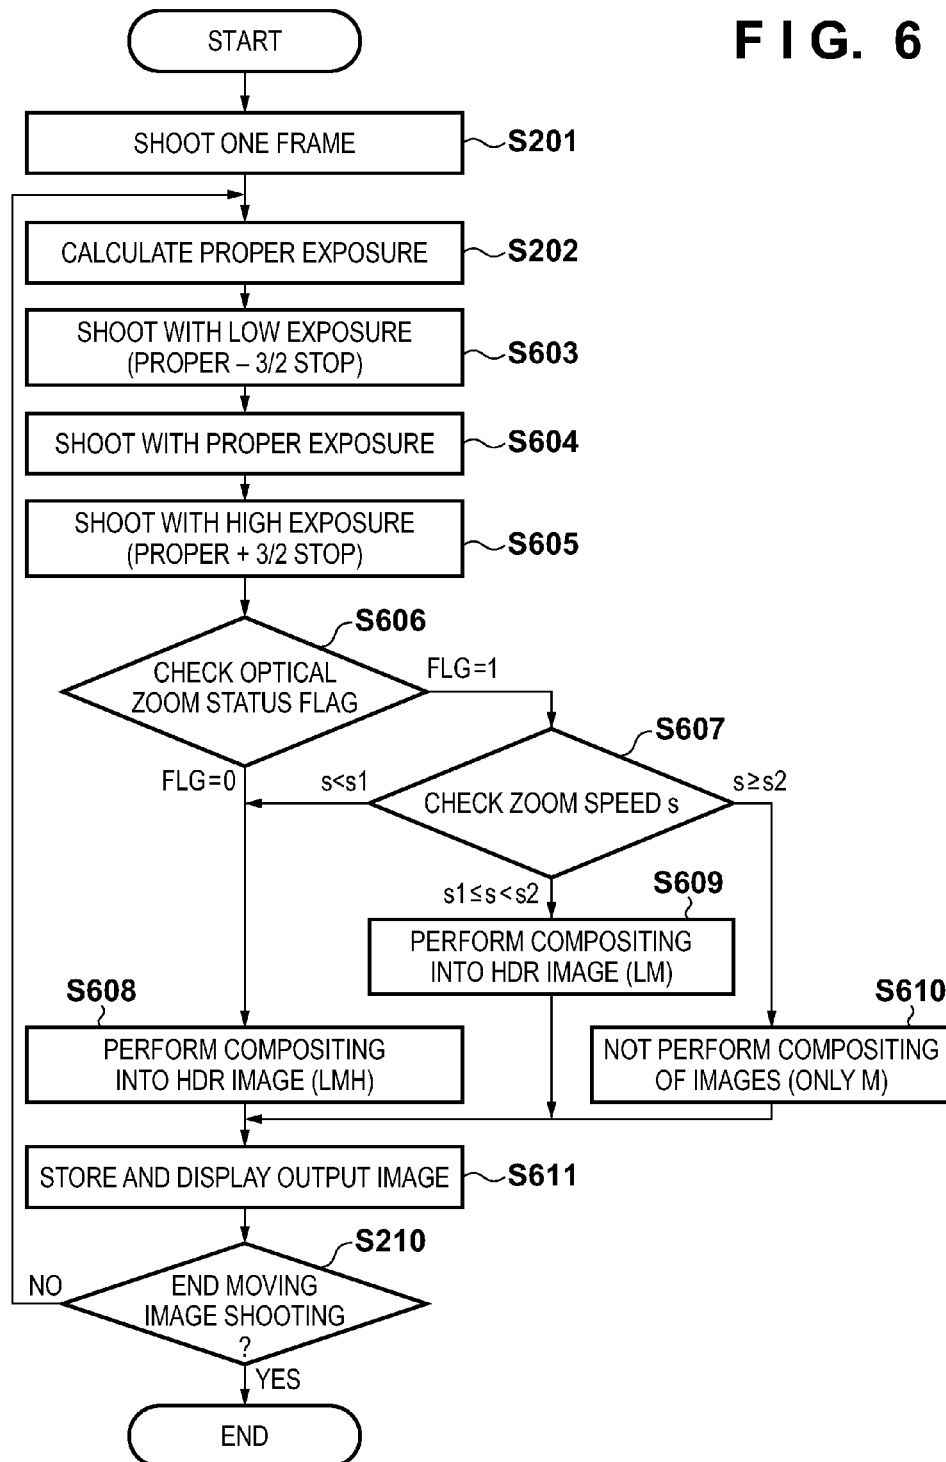 FIG. 6
START
SHOOT ONE FRAME
S201
CALCULATE PROPER EXPOSURE
S202
SHOOT WITH LOW EXPOSURE
(PROPER – 3/2 STOP)
S603
SHOOT WITH PROPER EXPOSURE
S604
SHOOT WITH HIGH EXPOSURE
(PROPER + 3/2 STOP)
S605
S606
CHECK OPTICAL
ZOOM STATUS FLAG
FLG=1
FLG=0
S607
CHECK ZOOM SPEED s
s<s1
s≥s2
s1≤s<s2
S609
PERFORM COMPOSITING
INTO HDR IMAGE (LM)
S608
PERFORM COMPOSITING
INTO HDR IMAGE (LMH)
S610
NOT PERFORM COMPOSITING
OF IMAGES (ONLY M)
STORE AND DISPLAY OUTPUT IMAGE
S611
S210
END MOVING
IMAGE SHOOTING
?
NO
YES
END